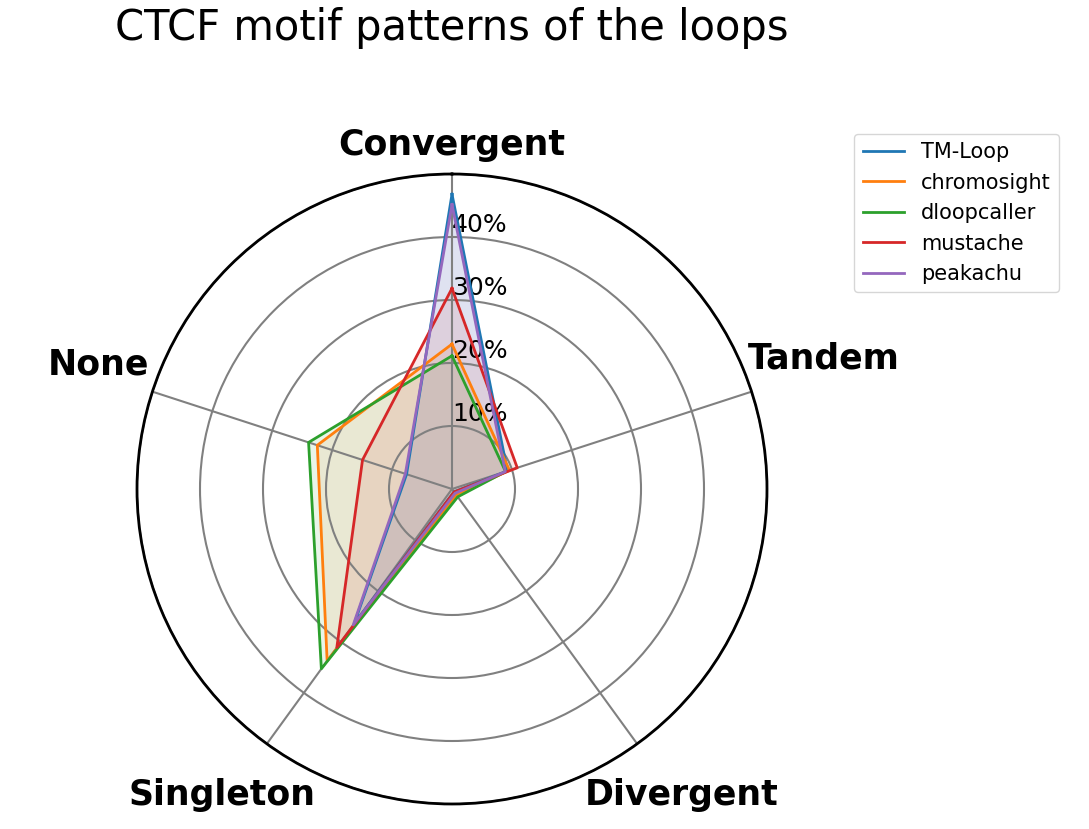 CTCF motif patterns of the loops
Convergent
TM-Loop
chromosight
dloopcaller
mustache
peakachu
40%
30%
20%
10%
None
Tandem
Singleton
Divergent